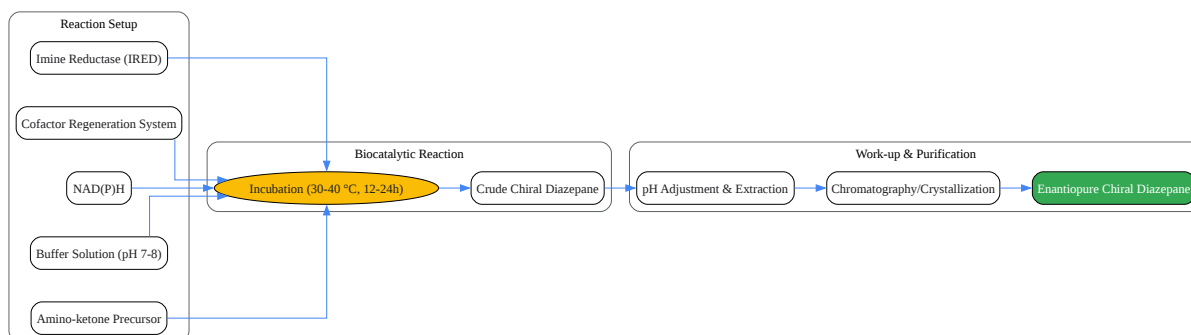 Reaction Setup
Imine Reductase (IRED)
Cofactor Regeneration System
NAD(P)H
Buffer Solution (pH 7-8)
Amino-ketone Precursor
Biocatalytic Reaction
Incubation (30-40 °C, 12-24h)
Crude Chiral Diazepane
Work-up & Purification
pH Adjustment & Extraction
Chromatography/Crystallization
Enantiopure Chiral Diazepane